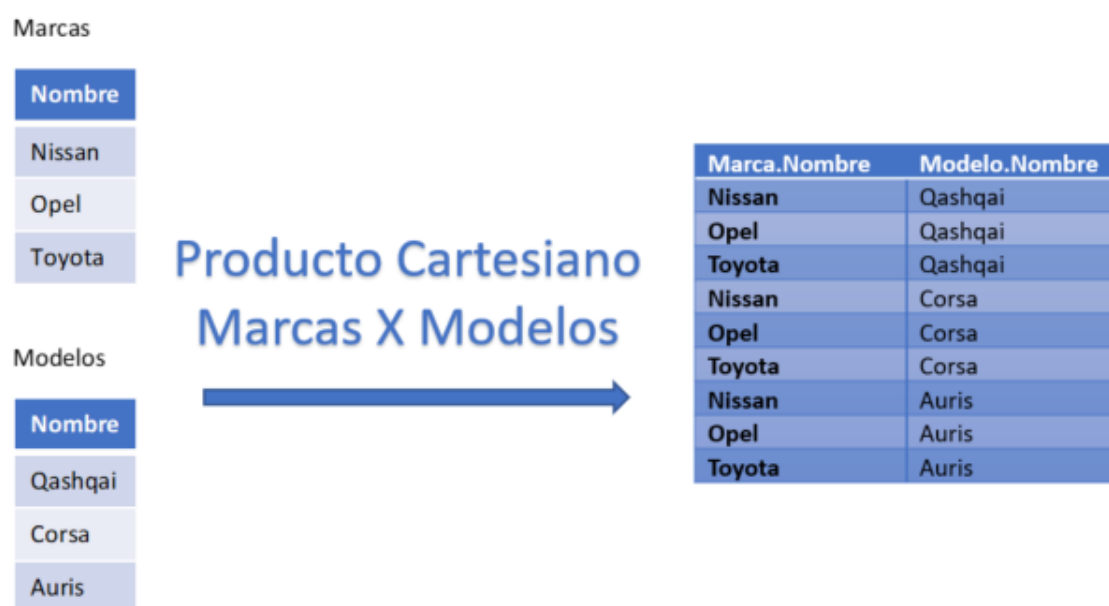 Marcas
Nombre
Nissan
Opel
Toyota
Modelos
Nombre
Qashqai
Corsa
Auris
Producto Cartesiano
Marcas X Modelos
Marca.Nombre Modelo.Nombre
Nissan Qashqai
Opel Qashqai
Toyota Qashqai
Nissan Corsa
Opel Corsa
Toyota Corsa
Nissan Auris
Opel Auris
Toyota Auris